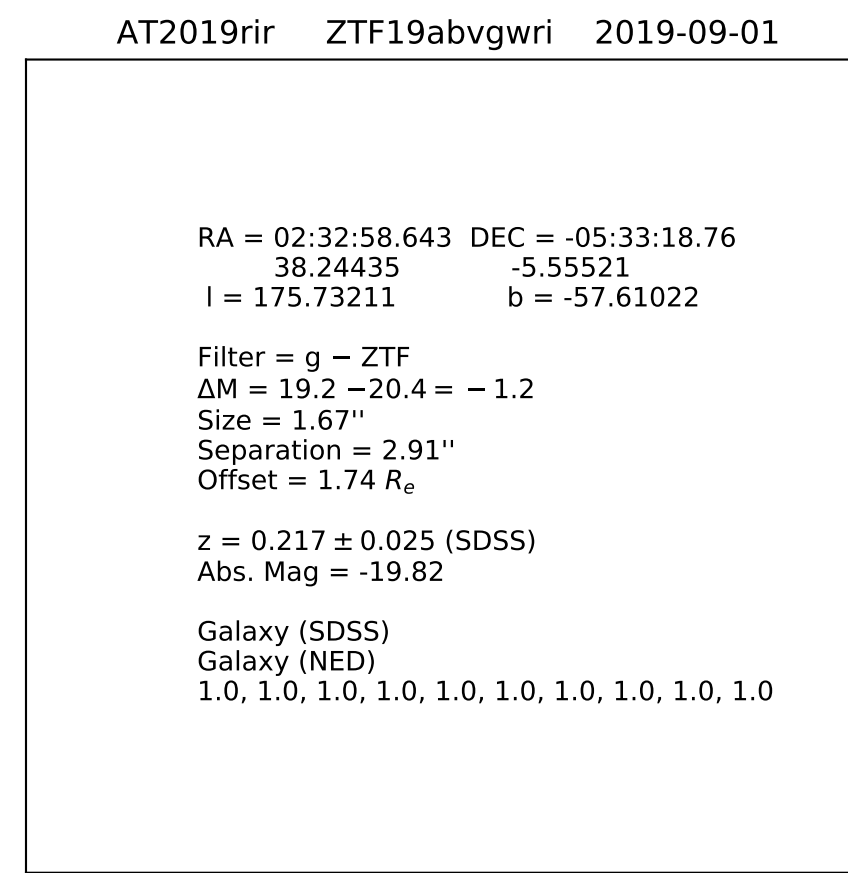 AT2019rir ZTF19abvgwri 2019-09-01
RA = 02:32:58.643 DEC = -05:33:18.76
38.24435 -5.55521
l = 175.73211 b = -57.61022
Filter = g − ZTF
ΔM = 19.2 −20.4 = − 1.2
Size = 1.67''
Separation = 2.91''
Offset = 1.74 Rₑ
z = 0.217 ± 0.025 (SDSS)
Abs. Mag = -19.82
Galaxy (SDSS)
Galaxy (NED)
1.0, 1.0, 1.0, 1.0, 1.0, 1.0, 1.0, 1.0, 1.0, 1.0